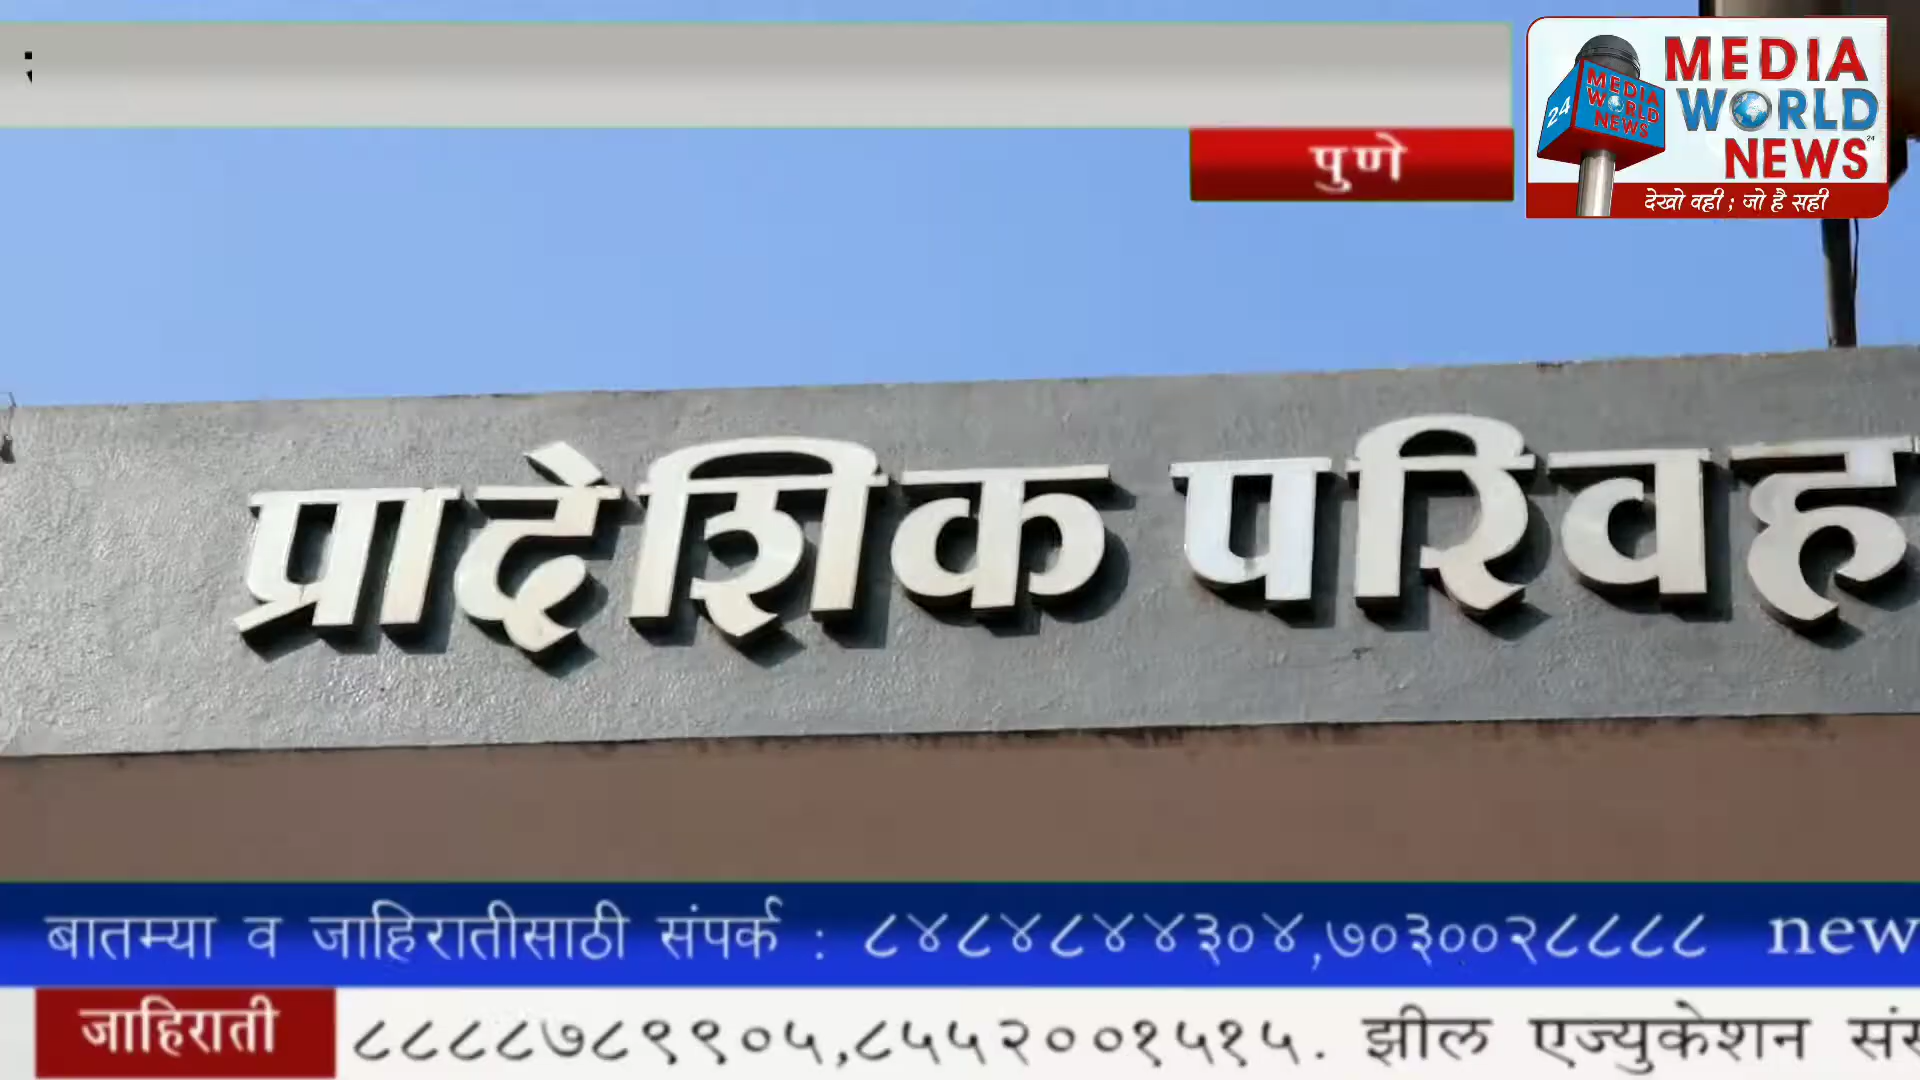 MEDIA
WORLD
NEWS
24
24
MEDIA
WORLD
NEWS
देखो वही ; जो है सही
पुणे
प्रादेशिक परिवह
बातम्या व जाहिरातीसाठी संपर्क : ८४८४८४४३०४,७०३००२८८८८ new
जाहिराती
८८८८७८९९०५,८५५२००१५१५. झील एज्युकेशन संस